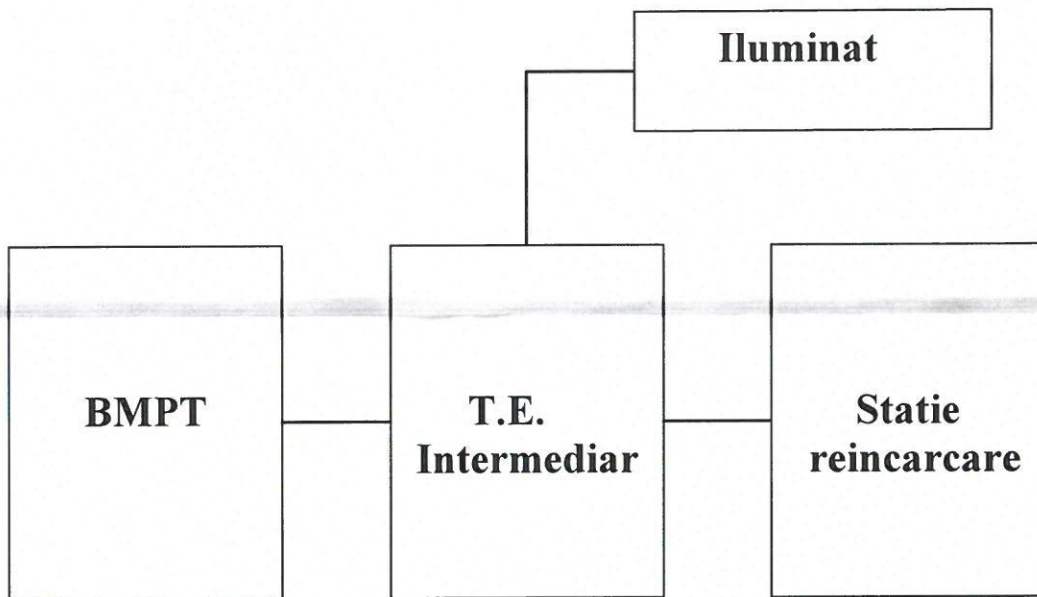 Iluminat
BMPT
T.E.
Intermediar
Statie
reincarcare